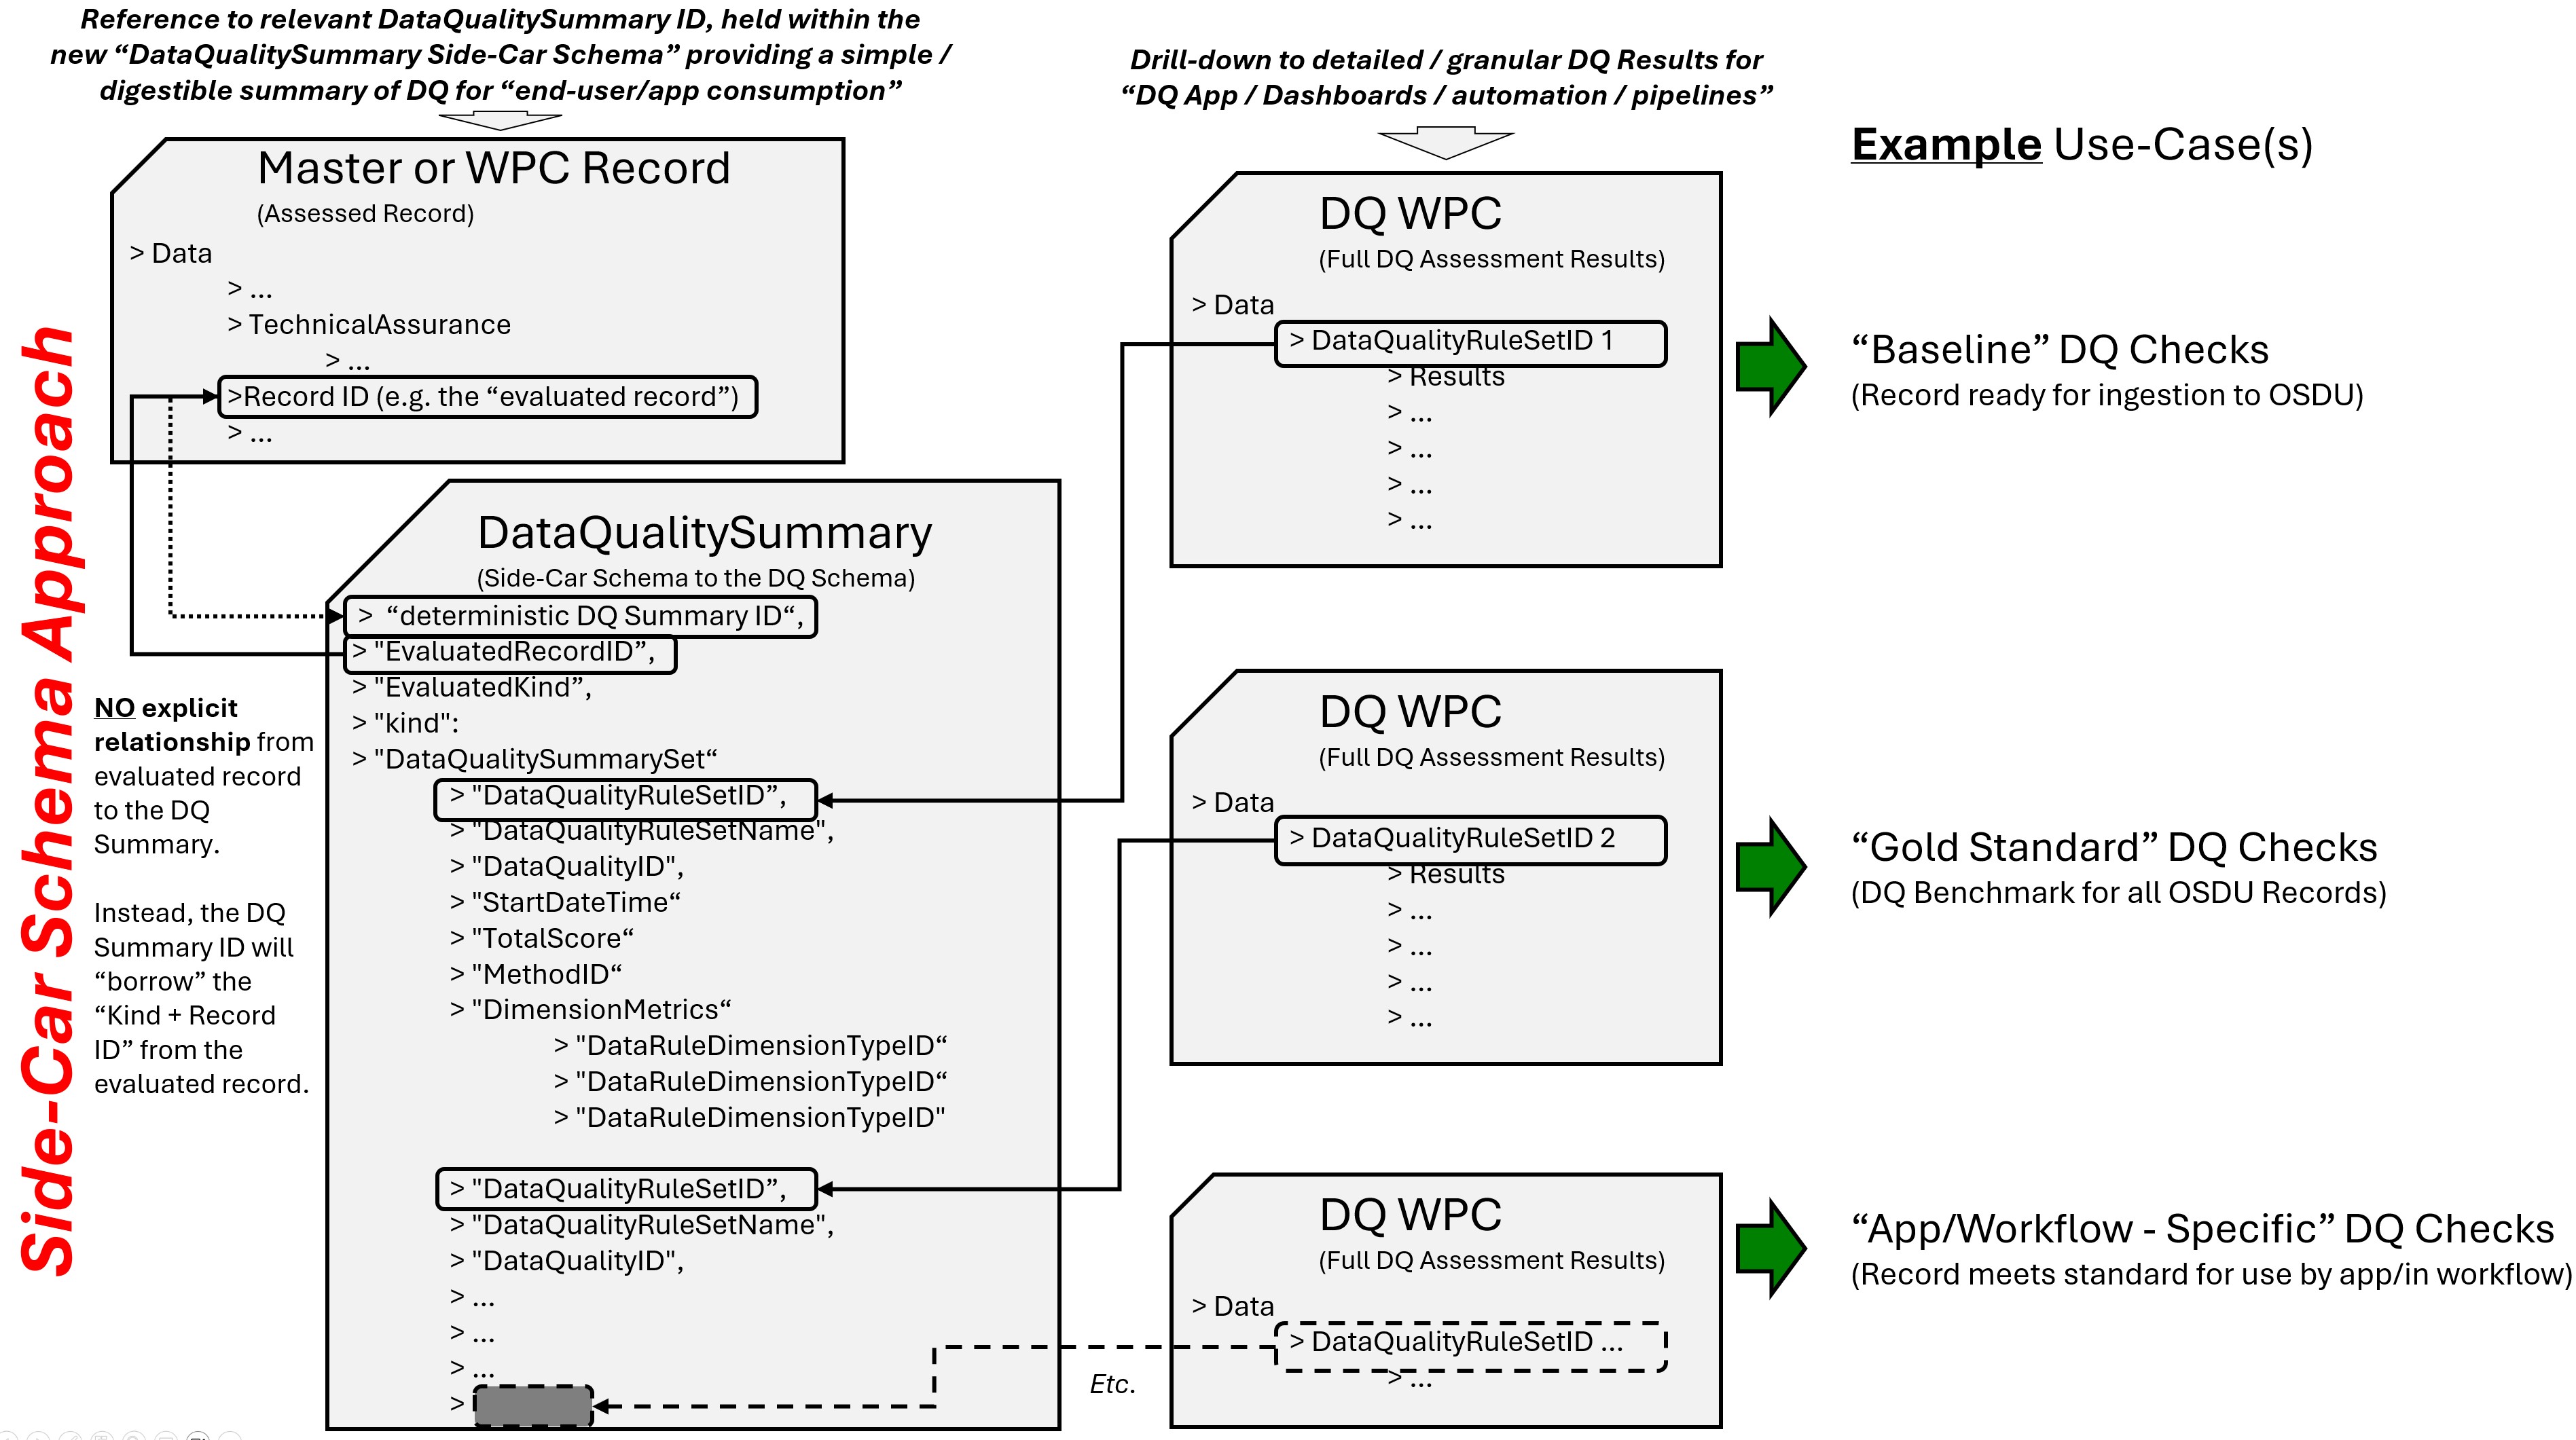 Reference to relevant DataQualitySummary ID, held within the
new “DataQualitySummary Side-Car Schema” providing a simple /
digestible summary of DQ for “end-user/app consumption”
Master or WPC Record
(Assessed Record)
> Data
> ...
> TechnicalAssurance
> ...
>Record ID (e.g. the “evaluated record”)
> ...
Side-Car Schema Approach
NO explicit
relationship from
evaluated record
to the DQ
Summary.
Instead, the DQ
Summary ID will
“borrow” the
“Kind + Record
ID” from the
evaluated record.
DataQualitySummary
(Side-Car Schema to the DQ Schema)
> “deterministic DQ Summary ID“,
> "EvaluatedRecordID”,
> "EvaluatedKind”,
> "kind":
> "DataQualitySummarySet“
> "DataQualityRuleSetID”,
> "DataQualityRuleSetName",
> "DataQualityID",
> "StartDateTime“
> "TotalScore“
> "MethodID“
> "DimensionMetrics“
> "DataRuleDimensionTypeID“
> "DataRuleDimensionTypeID“
> "DataRuleDimensionTypeID"
> "DataQualityRuleSetID”,
> "DataQualityRuleSetName",
> "DataQualityID",
> ...
> ...
> ...
>
Etc.
Drill-down to detailed / granular DQ Results for
“DQ App / Dashboards / automation / pipelines”
DQ WPC
(Full DQ Assessment Results)
> Data
> DataQualityRuleSetID 1
> Results
> ...
> ...
> ...
> ...
DQ WPC
(Full DQ Assessment Results)
> Data
> DataQualityRuleSetID 2
> Results
> ...
> ...
> ...
> ...
DQ WPC
(Full DQ Assessment Results)
> Data
> DataQualityRuleSetID ...
> ...
Example Use-Case(s)
“Baseline” DQ Checks
(Record ready for ingestion to OSDU)
“Gold Standard” DQ Checks
(DQ Benchmark for all OSDU Records)
“App/Workflow - Specific” DQ Checks
(Record meets standard for use by app/in workflow)